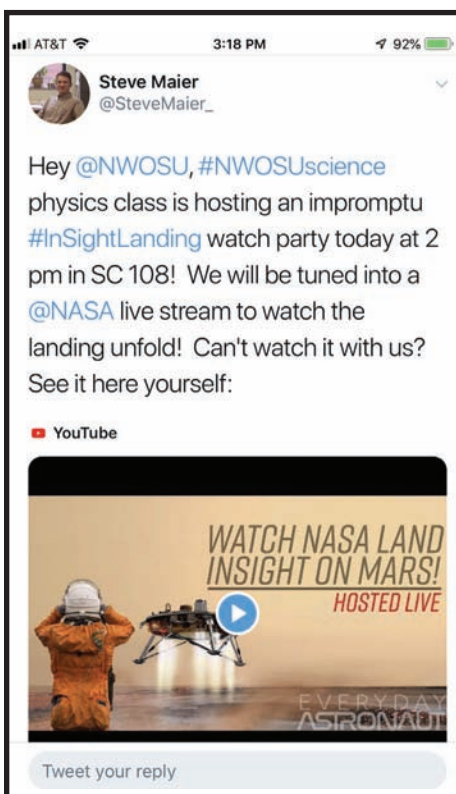 AT&T 3:18 PM 92%
Steve Maier
@SteveMaier_
Hey @NWOSU, #NWOSUscience
physics class is hosting an impromptu
#InSightLanding watch party today at 2
pm in SC 108!  We will be tuned into a
@NASA live stream to watch the
landing unfold!  Can't watch it with us?
See it here yourself:
YouTube
WATCH NASA LAND
INSIGHT ON MARS!
HOSTED LIVE
EVERYDAY
ASTRONAUT
Tweet your reply